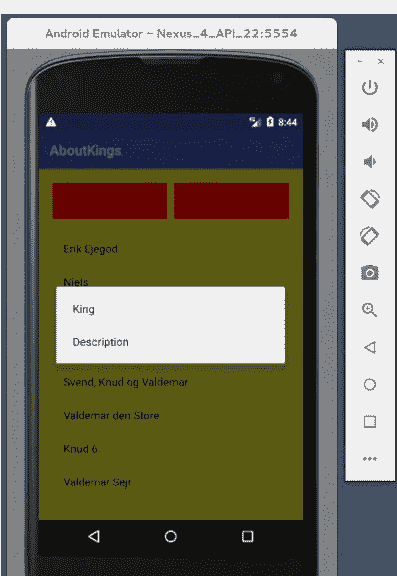 Android Emulator - Nexus_4_API_22:5554
8:44
AboutKings
Erik Ejegod
Niels
King
Description
Svend, Knud og Valdemar
Valdemar den Store
Knud 6.
Valdemar Sejr